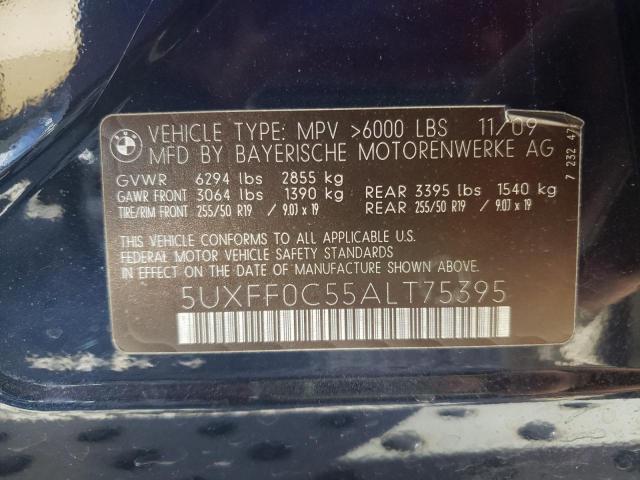 BMW
VEHICLE TYPE: MPV >6000 LBS 11/09
MFD BY BAYERISCHE MOTORENWERKE AG
GVWR 6294 lbs 2855 kg
GAWR FRONT 3064 lbs 1390 kg REAR 3395 lbs 1540 kg
TIRE/RIM FRONT 255/50 R19 / 9.0J x 19 REAR 255/50 R19 / 9.0J x 19
THIS VEHICLE CONFORMS TO ALL APPLICABLE U.S.
FEDERAL MOTOR VEHICLE SAFETY STANDARDS
IN EFFECT ON THE DATE OF MANUFACTURE SHOWN ABOVE.
5UXFF0C55ALT75395
7 232 47